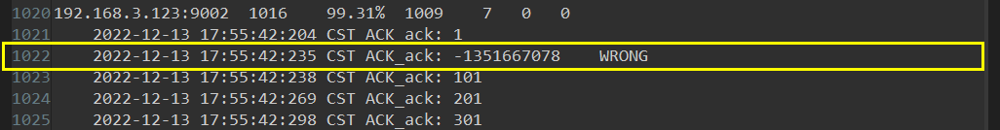 1020 192.168.3.123:9002 1016 99.31% 1009 7 0 0
1021 2022-12-13 17:55:42:204 CST ACK_ack: 1
1022 2022-12-13 17:55:42:235 CST ACK_ack: -1351667078 WRONG
1023 2022-12-13 17:55:42:238 CST ACK_ack: 101
1024 2022-12-13 17:55:42:269 CST ACK_ack: 201
1025 2022-12-13 17:55:42:298 CST ACK_ack: 301